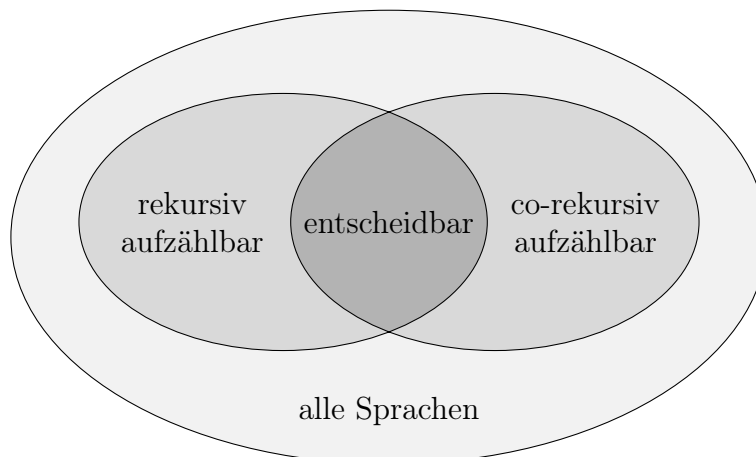 rekursiv
aufzählbar
entscheidbar
co-rekursiv
aufzählbar
alle Sprachen